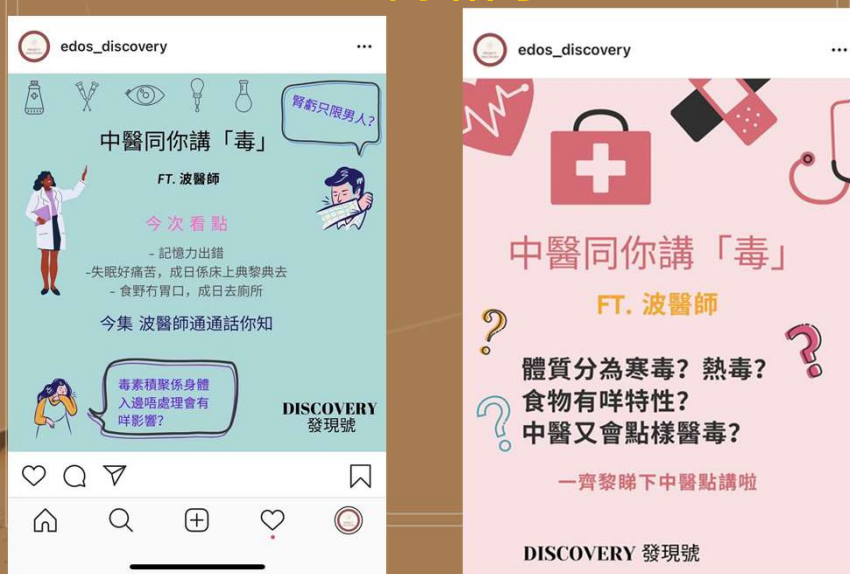 edos_discovery
腎虧只限男人?
中醫同你講「毒」
FT. 波醫師
今次看點
- 記憶力出錯
-失眠好痛苦，成日係床上典黎典去
- 食野冇胃口，成日去廁所
今集 波醫師通通話你知
毒素積聚係身體
入邊唔處理會有
咩影響？
DISCOVERY
發現號
edos_discovery
中醫同你講「毒」
FT. 波醫師
體質分為寒毒？熱毒？
食物有咩特性？
中醫又會點樣醫毒？
一齊黎睇下中醫點講啦
DISCOVERY 發現號